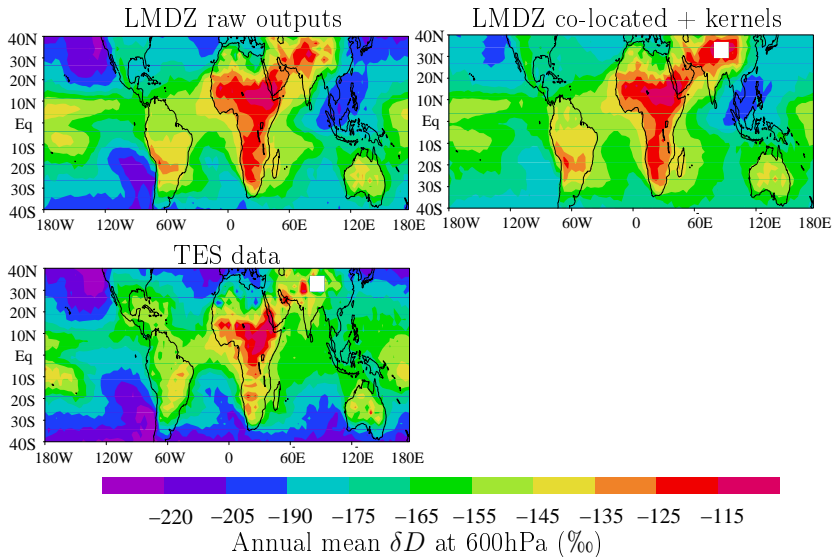 LMDZ raw outputs
LMDZ co-located + kernels
40N
30N
20N
10N
Eq
10S
20S
30S
40S
180W 120W 60W 0 60E 120E 180E
40N
30N
20N
10N
Eq
10S
20S
30S
40S
180W 120W 60W 0 60E 120E 180E
TES data
40N
30N
20N
10N
Eq
10S
20S
30S
40S
180W 120W 60W 0 60E 120E 180E
−220 −205 −190 −175 −165 −155 −145 −135 −125 −115
Annual mean δD at 600hPa (‰)